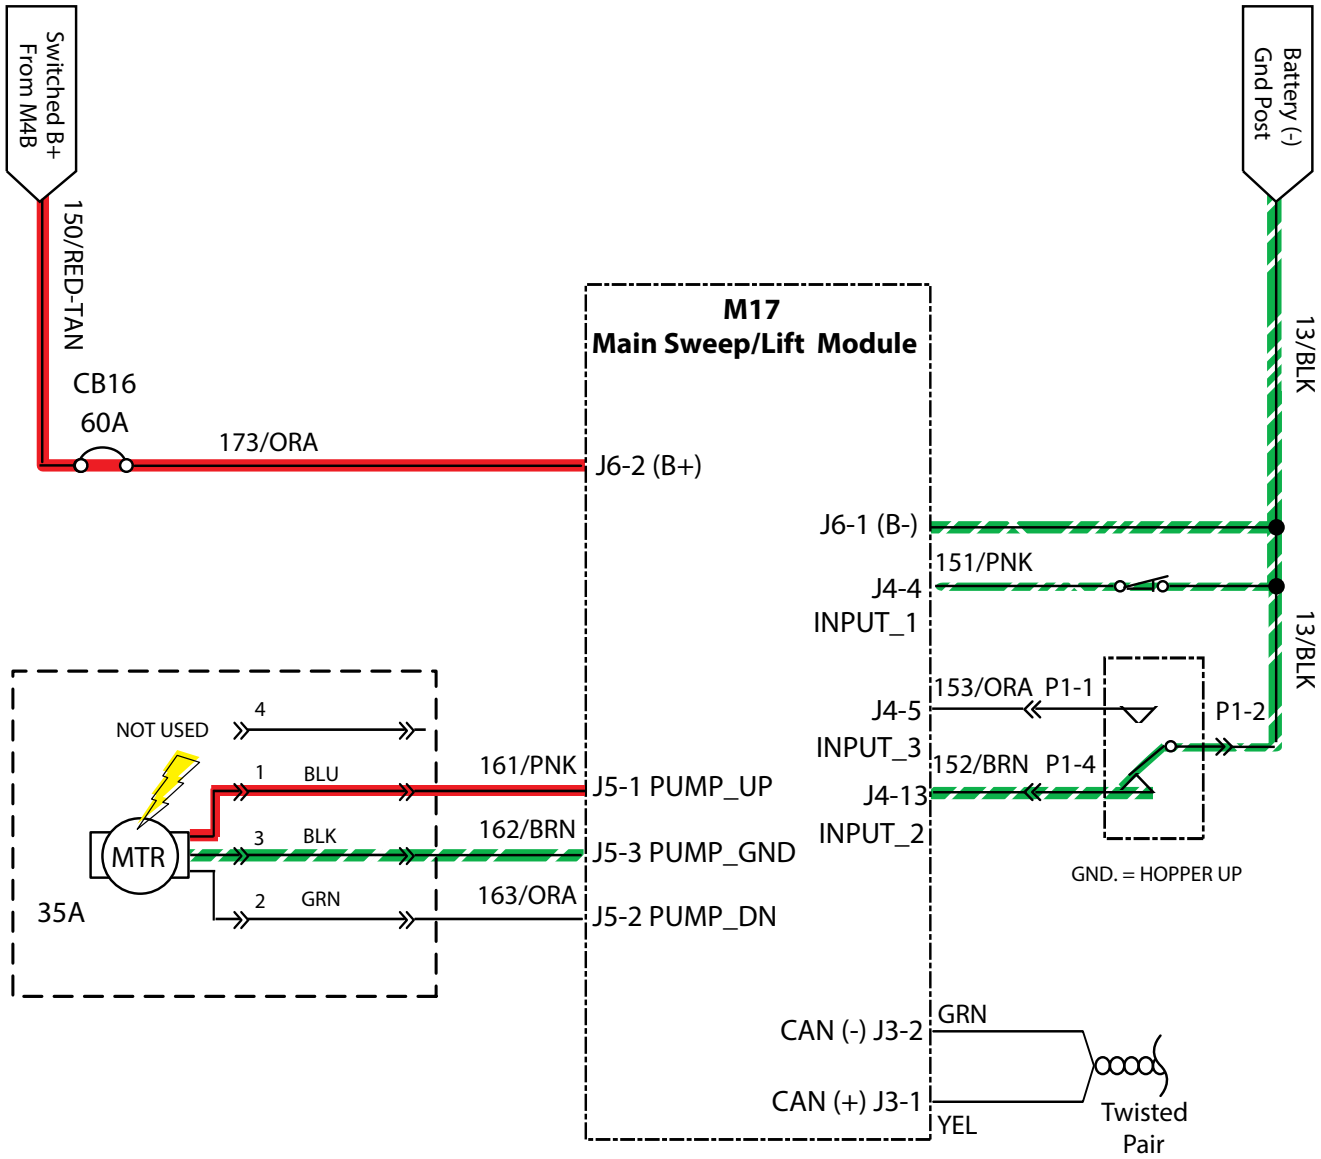 Switched B+
From M4B
Battery (-)
Gnd Post
150/RED-TAN
13/BLK
M17
Main Sweep/Lift Module
CB16
60A
173/ORA
J6-2 (B+)
J6-1 (B-)
151/PNK
J4-4
INPUT_1
13/BLK
153/ORA P1-1
J4-5
P1-2
INPUT_3
152/BRN P1-4
J4-13
INPUT_2
GND. = HOPPER UP
4
NOT USED
1
BLU
161/PNK
J5-1 PUMP_UP
MTR
3
BLK
162/BRN
J5-3 PUMP_GND
35A
2
GRN
163/ORA
J5-2 PUMP_DN
GRN
CAN (-) J3-2
CAN (+) J3-1
YEL
Twisted
Pair